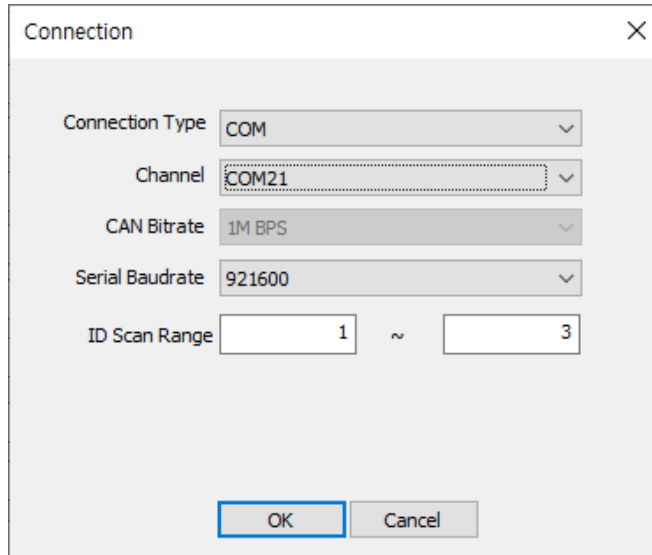 Connection
Connection Type COM
Channel COM21
CAN Bitrate 1M BPS
Serial Baudrate 921600
ID Scan Range 1 ~ 3
OK Cancel